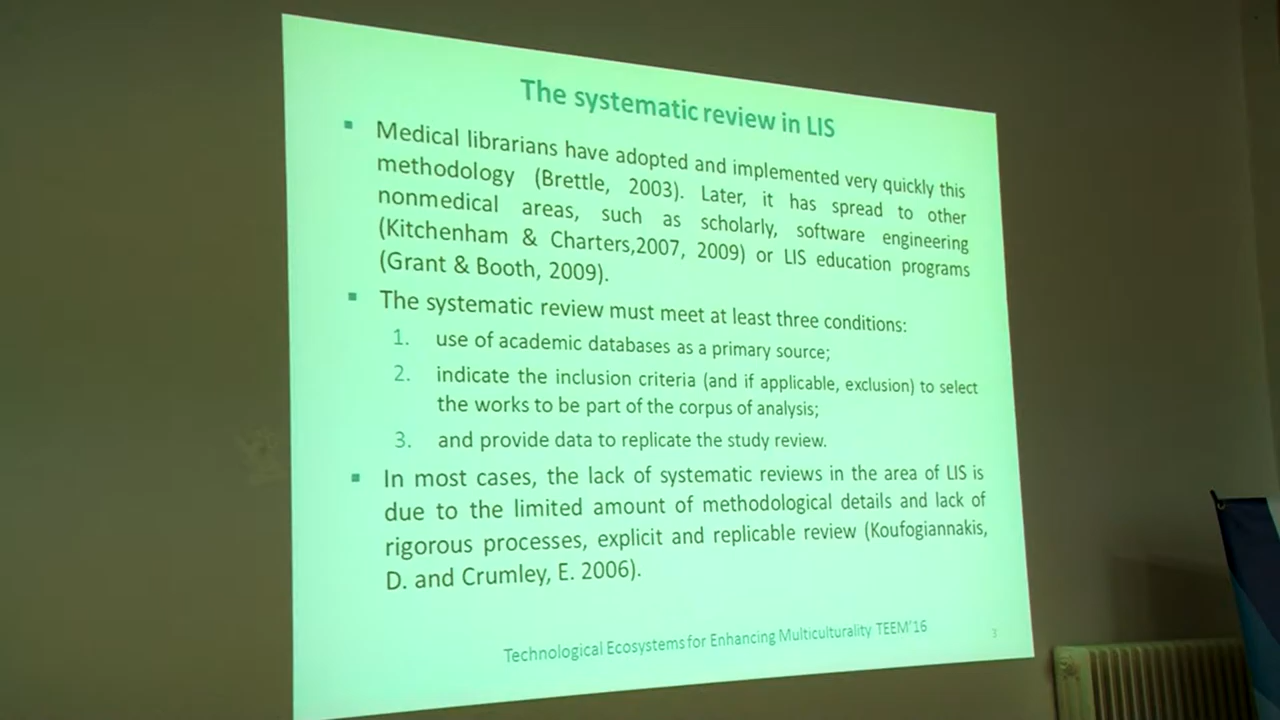 The systematic review in LIS
▪ Medical librarians have adopted and implemented very quickly this
methodology (Brettle, 2003). Later, it has spread to other
nonmedical areas, such as scholarly, software engineering
(Kitchenham & Charters,2007, 2009) or LIS education programs
(Grant & Booth, 2009).
▪ The systematic review must meet at least three conditions:
1. use of academic databases as a primary source;
2. indicate the inclusion criteria (and if applicable, exclusion) to select
the works to be part of the corpus of analysis;
3. and provide data to replicate the study review.
▪ In most cases, the lack of systematic reviews in the area of LIS is
due to the limited amount of methodological details and lack of
rigorous processes, explicit and replicable review (Koufogiannakis,
D. and Crumley, E. 2006).
Technological Ecosystems for Enhancing Multiculturality TEEM'16
3